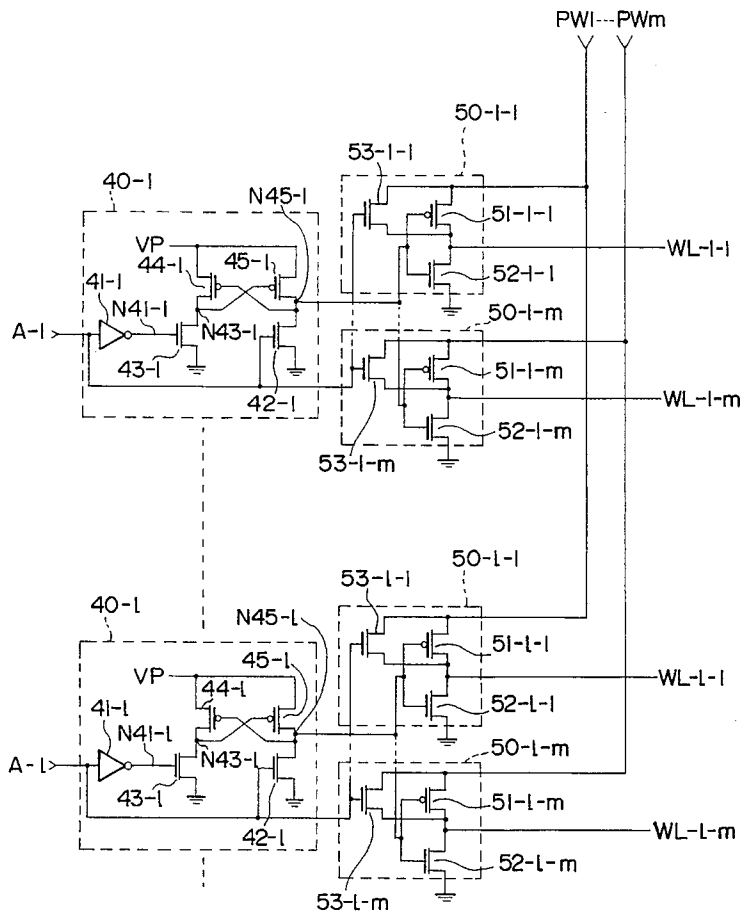 PW1---PWm
50-1-1
53-1-1
N45-1
40-1
51-1-1
VP
45-1
WL-1-1
44-1
41-1
52-1-1
N41-1
50-1-m
A-1
N43-1
43-1
51-1-m
42-1
WL-1-m
52-1-m
53-1-m
50-l-1
53-l-1
N45-l
40-l
51-l-1
VP
45-l
WL-l-1
44-l
41-l
52-l-1
N41-l
50-l-m
A-l
N43-l
43-l
51-l-m
42-l
WL-l-m
52-l-m
53-l-m